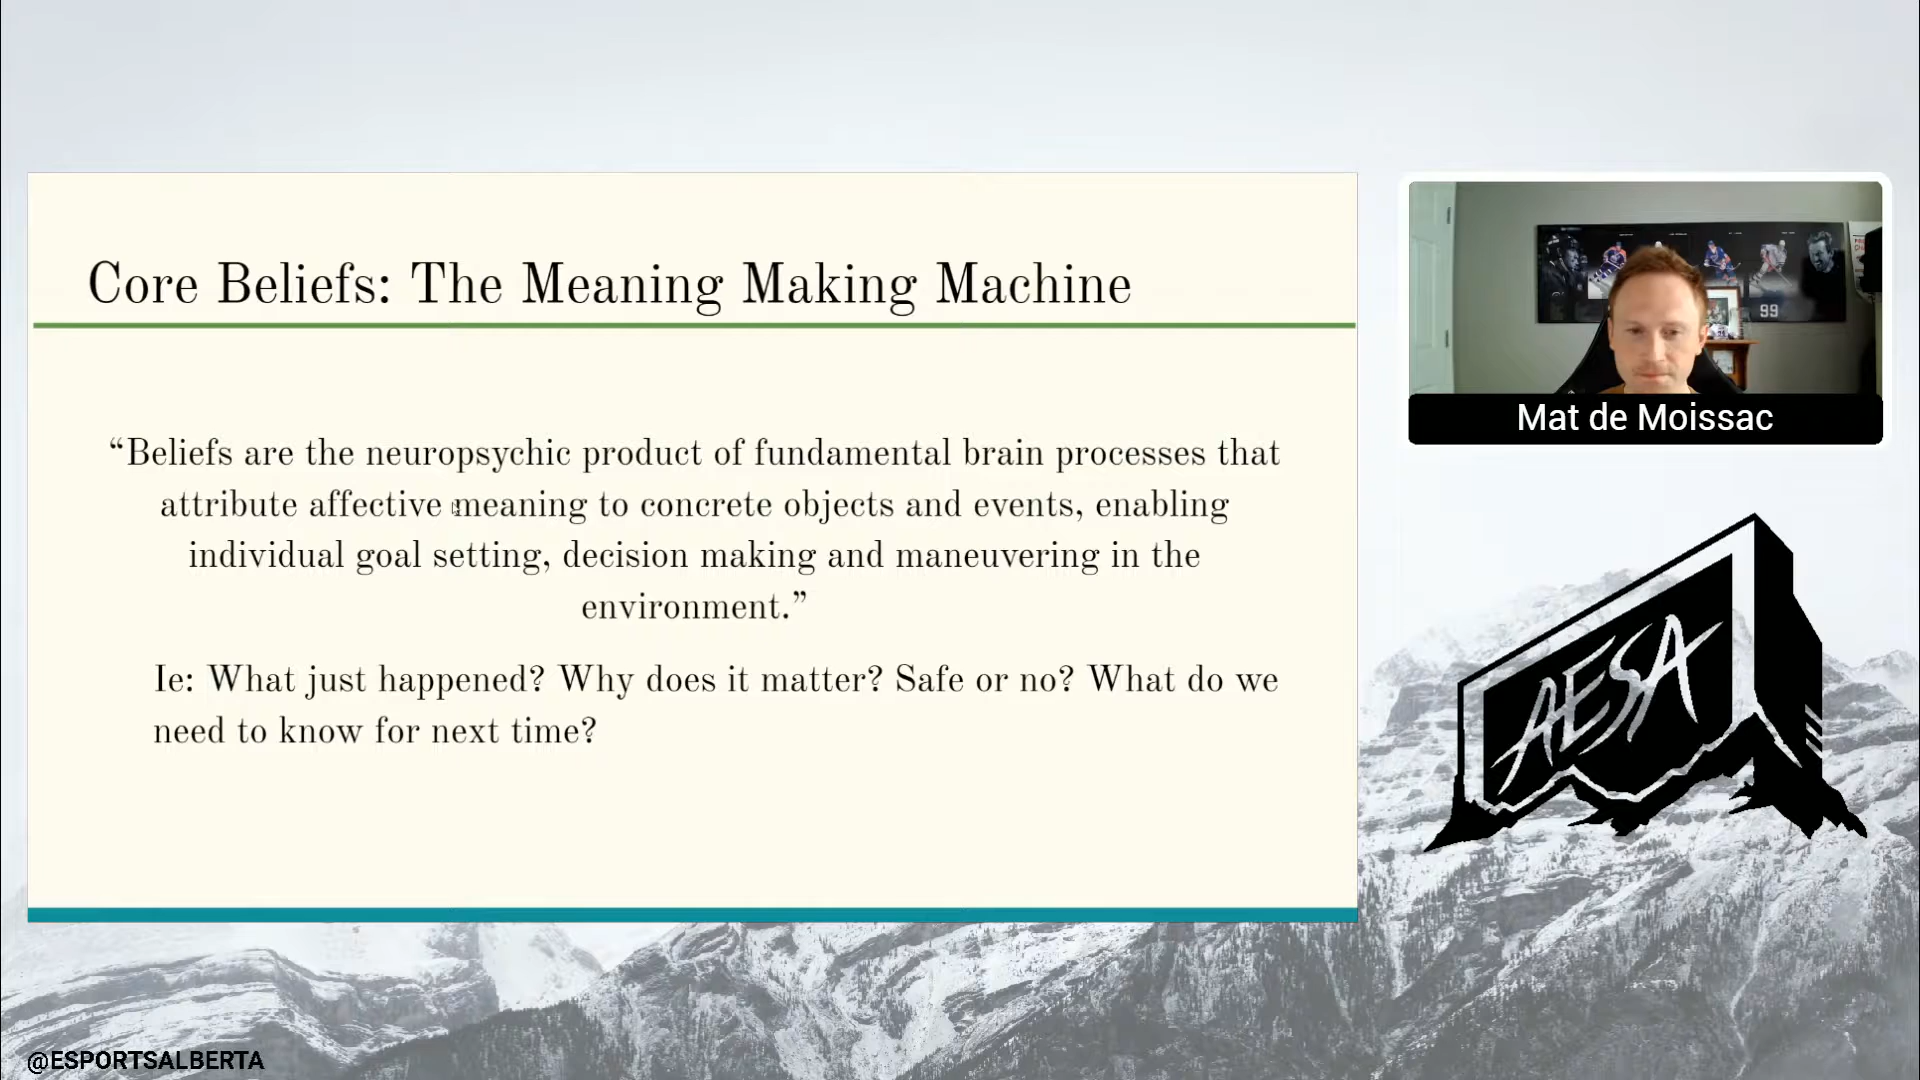 Core Beliefs: The Meaning Making Machine
“Beliefs are the neuropsychic product of fundamental brain processes that
attribute affective meaning to concrete objects and events, enabling
individual goal setting, decision making and maneuvering in the
environment.”
Ie: What just happened? Why does it matter? Safe or no? What do we
need to know for next time?
99
Mat de Moissac
AESA
@ESPORTSALBERTA